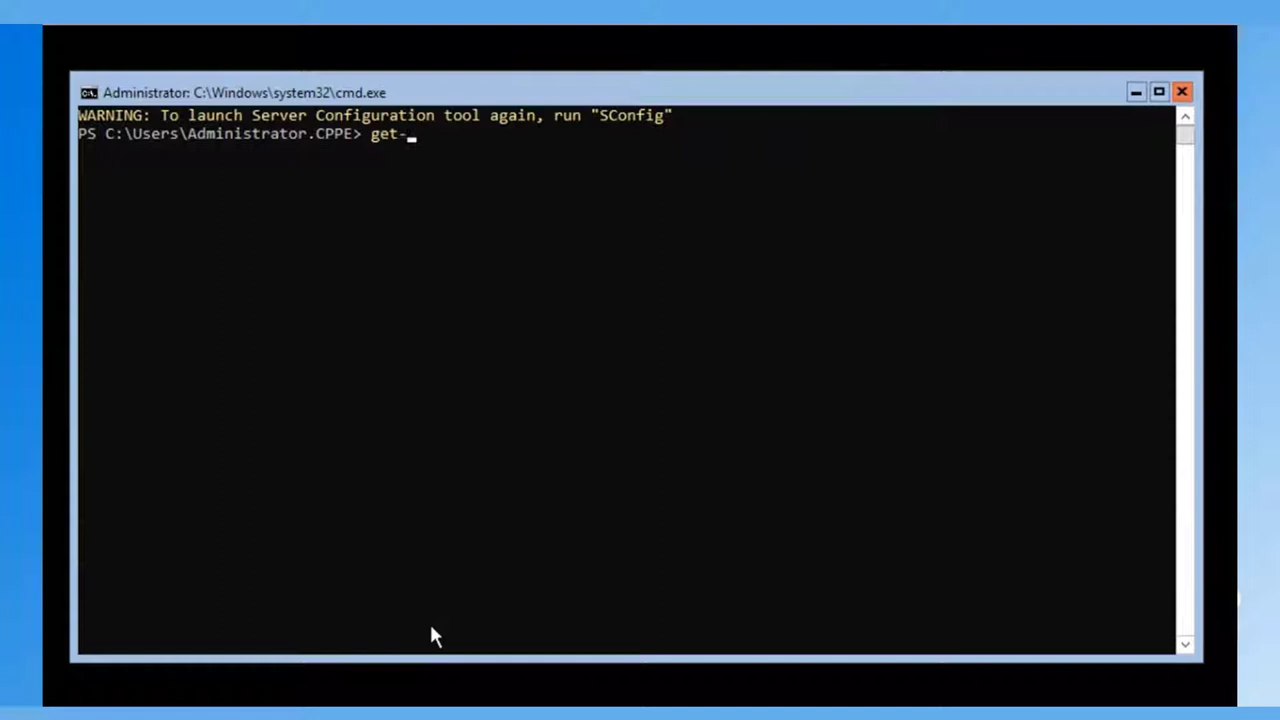 Administrator: C:\Windows\system32\cmd.exe
WARNING: To launch Server Configuration tool again, run "SConfig"
PS C:\Users\Administrator.CPPE> get-_